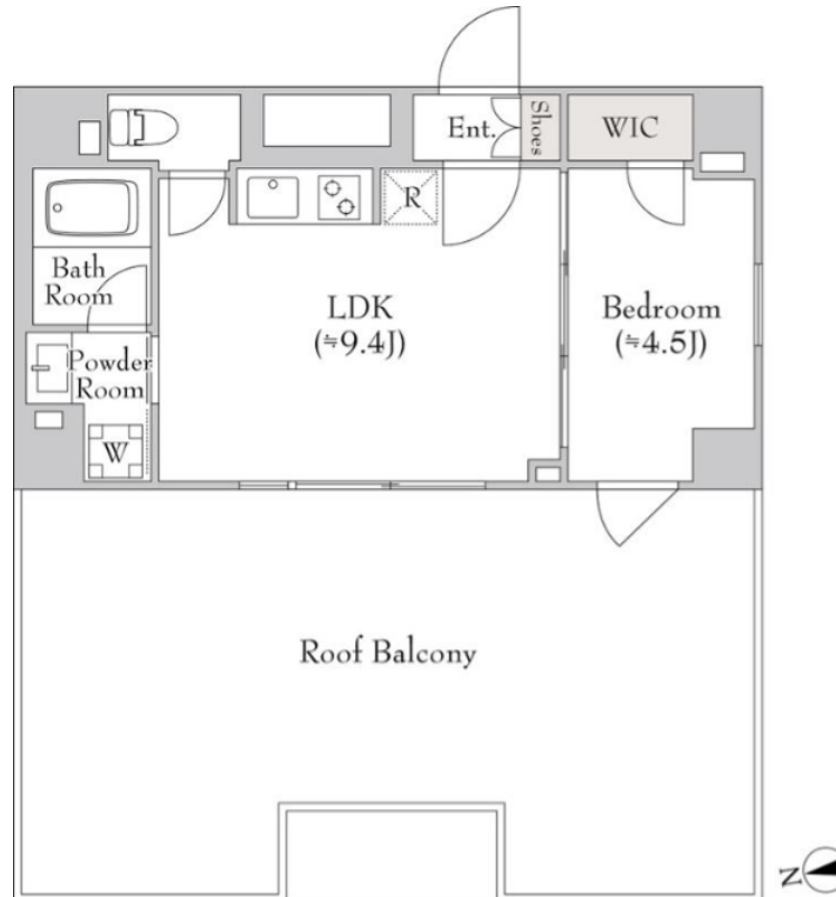 Ent.
Shoes
WIC
R
Bath
Room
LDK
(≒9.4J)
Bedroom
(≒4.5J)
Powder
Room
W
Roof Balcony
N